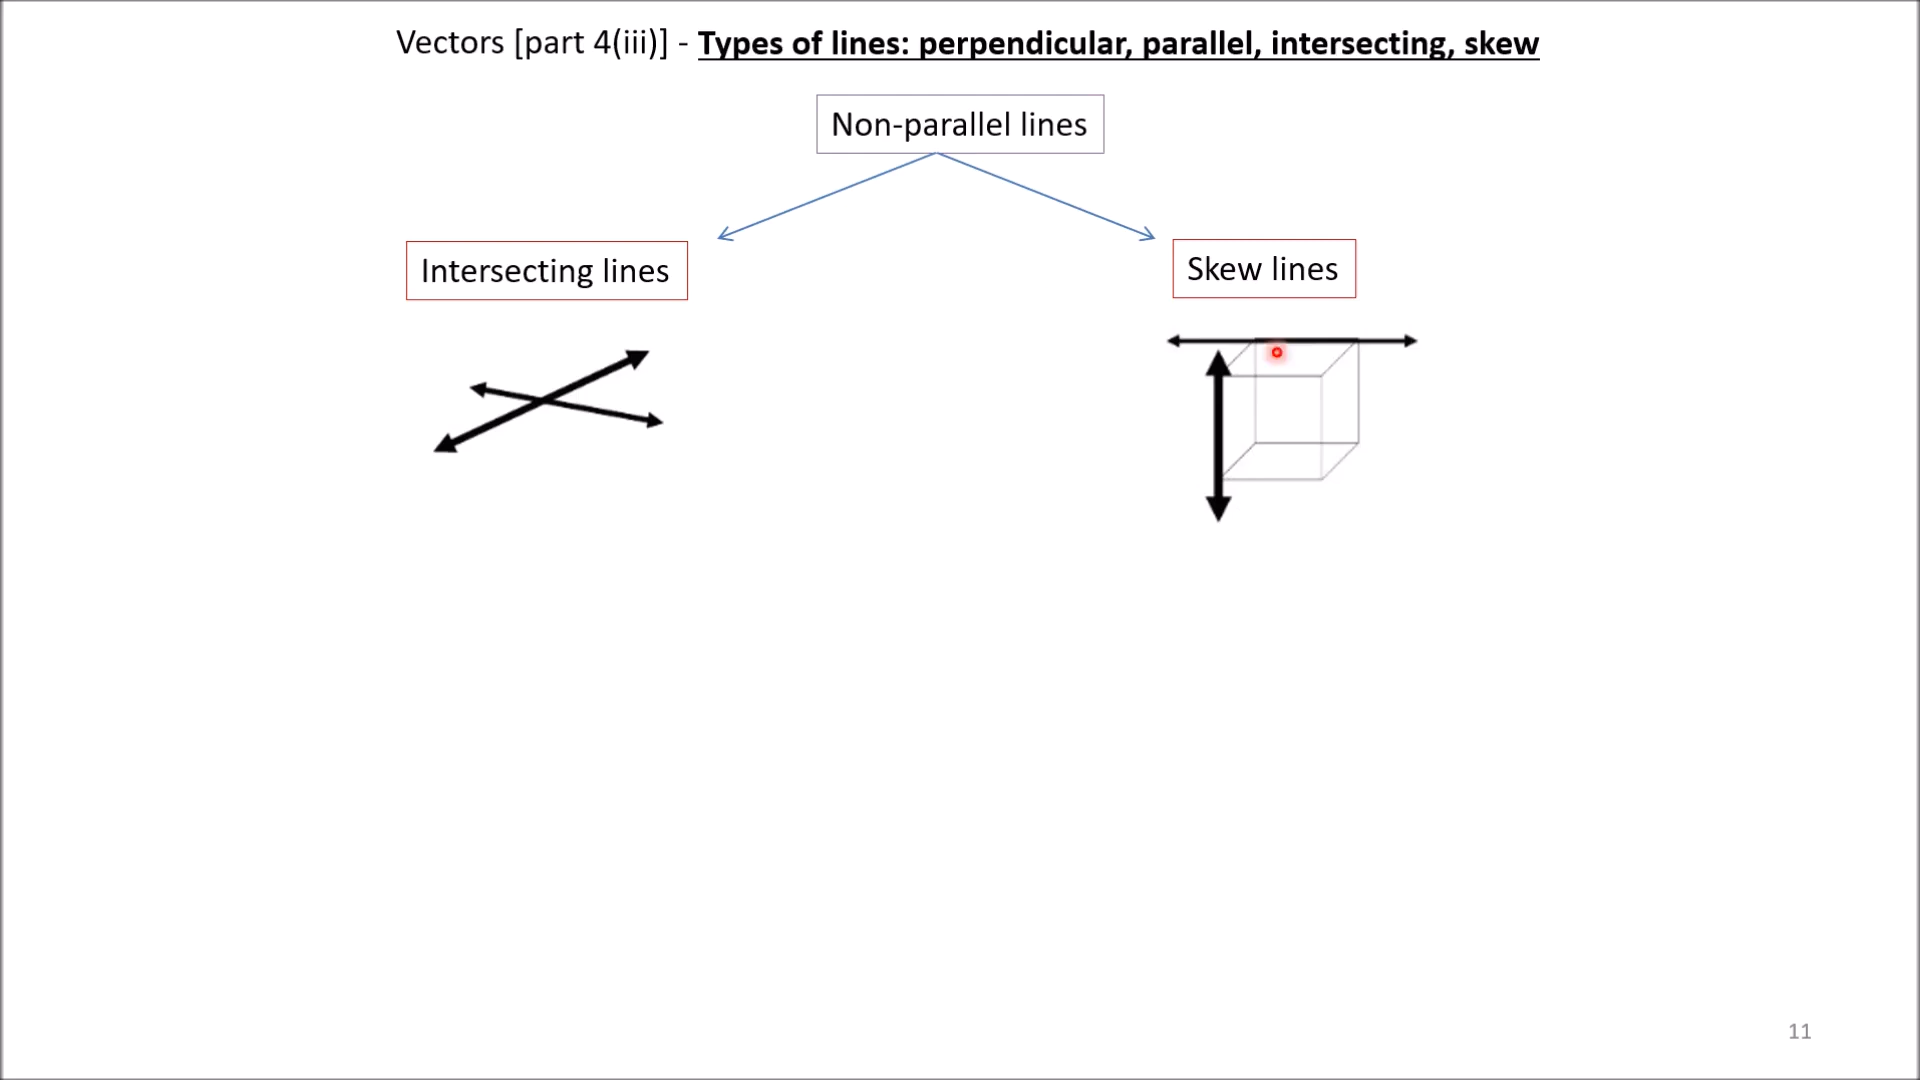 Vectors [part 4(iii)] - Types of lines: perpendicular, parallel, intersecting, skew
Non-parallel lines
Intersecting lines
Skew lines
11